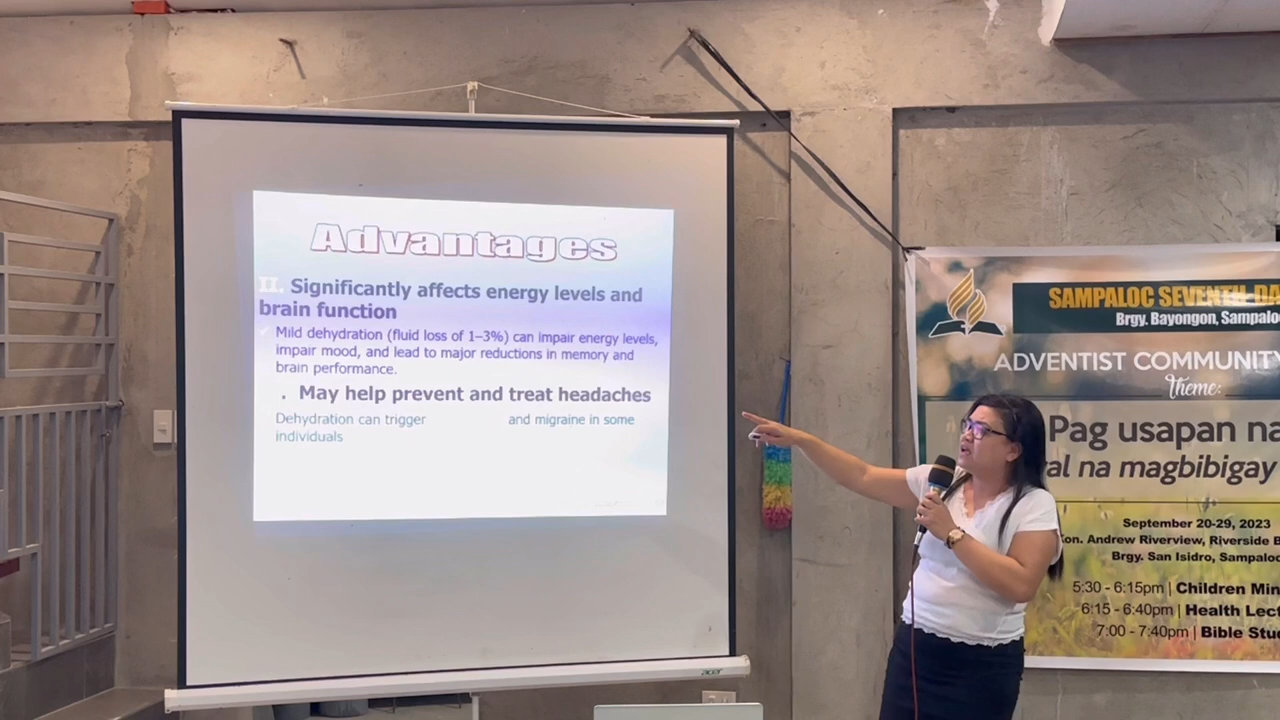 Advantages
II. Significantly affects energy levels and
brain function
Mild dehydration (fluid loss of 1–3%) can impair energy levels,
impair mood, and lead to major reductions in memory and
brain performance.
. May help prevent and treat headaches
Dehydration can trigger and migraine in some
individuals
acer
SAMPALOC SEVENTH-DA
Brgy. Bayongon, Sampalo
ADVENTIST COMMUNITY
Theme:
Pag usapan na
al na magbibigay
September 20-29, 2023
on. Andrew Riverview, Riverside B
Brgy. San Isidro, Sampaloc
5:30 - 6:15pm | Children Min
6:15 - 6:40pm | Health Lect
7:00 - 7:40pm | Bible Stu